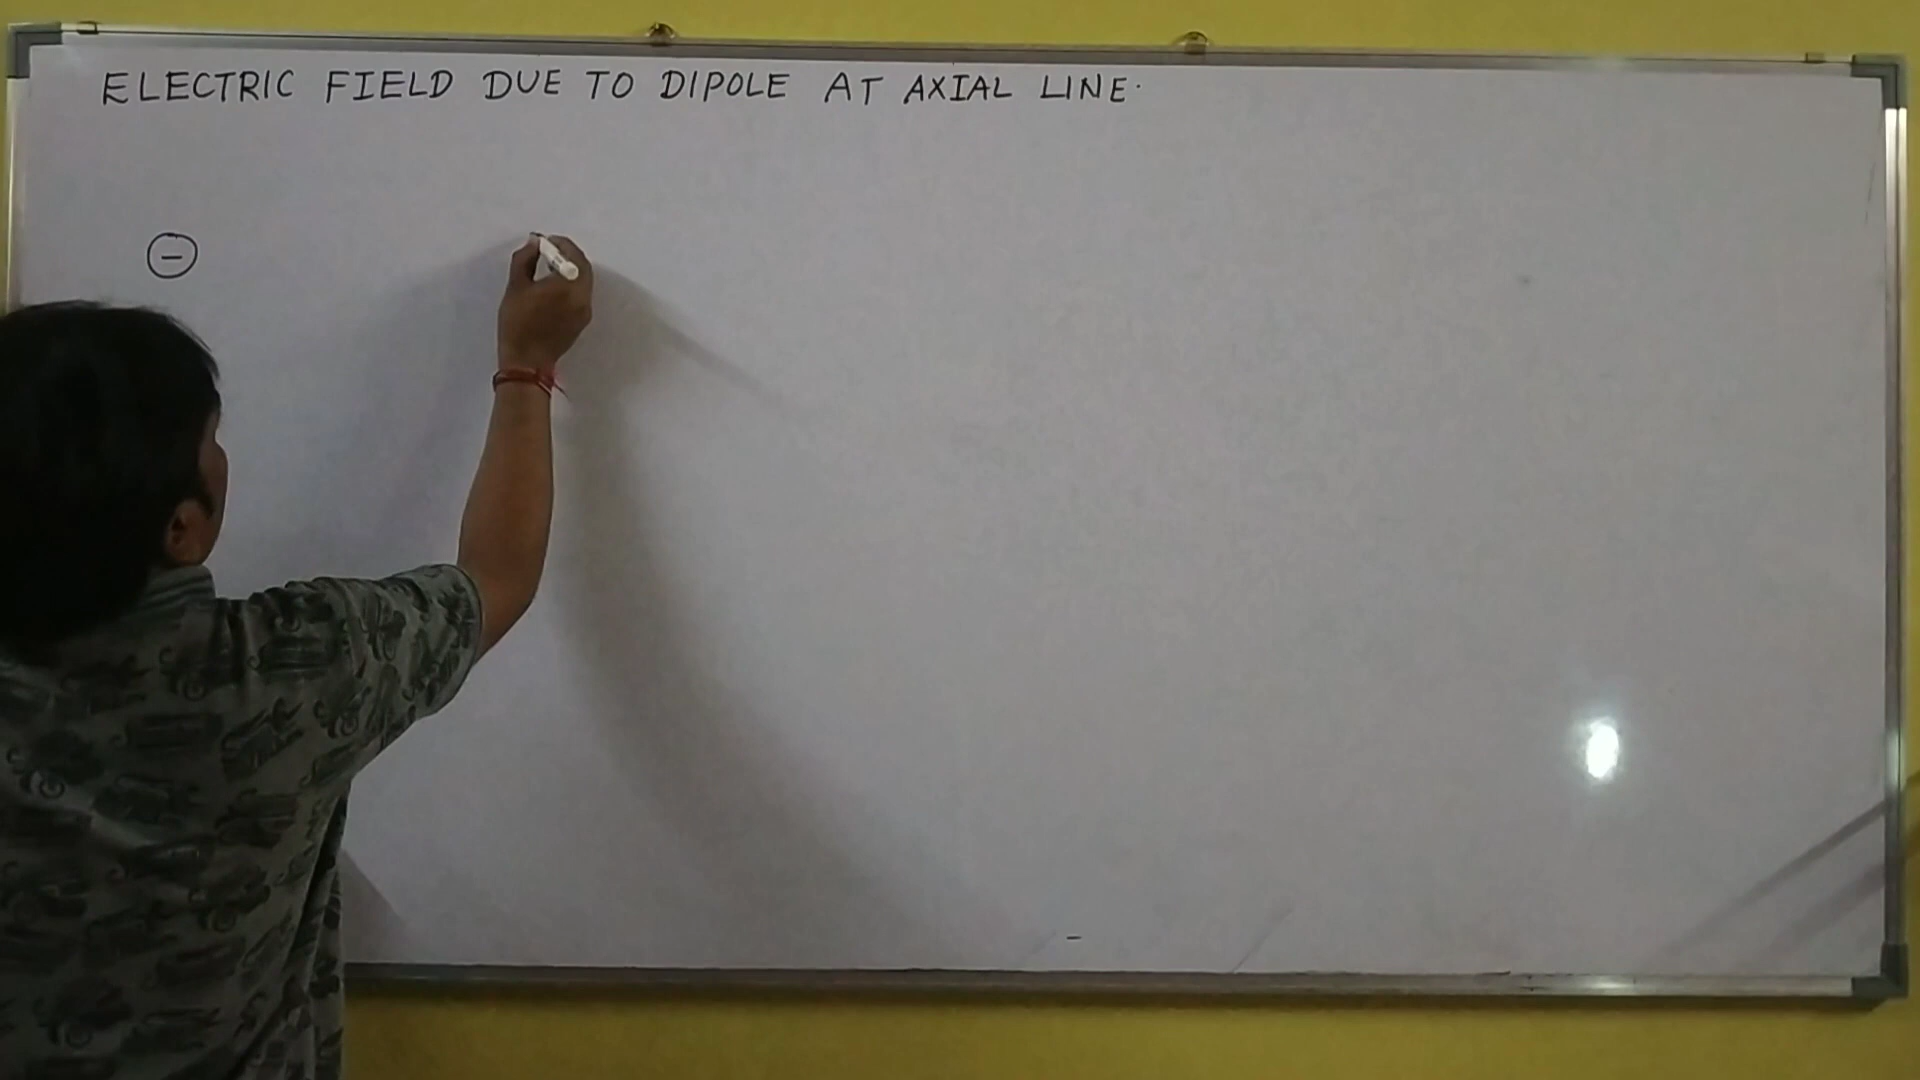 ELECTRIC FIELD DUE TO DIPOLE AT AXIAL LINE.
−